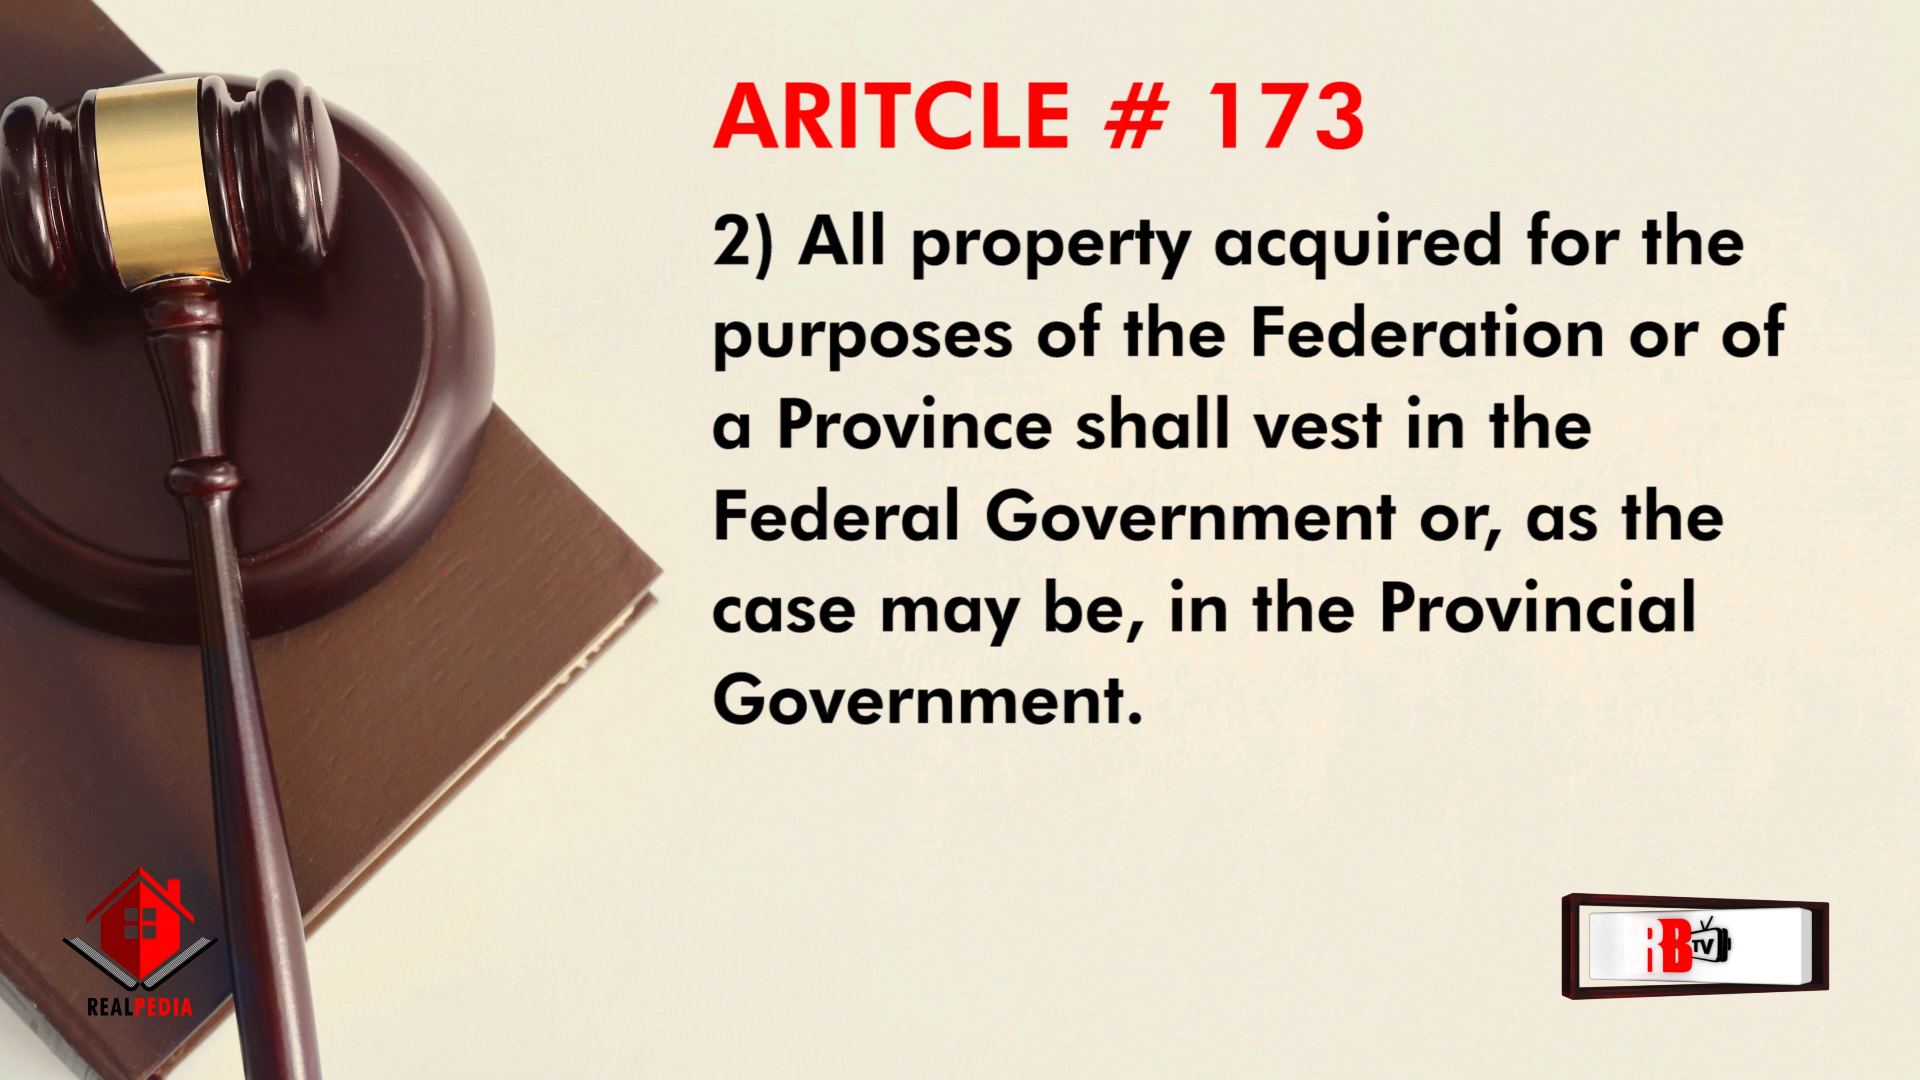 ARITCLE # 173
2) All property acquired for the
purposes of the Federation or of
a Province shall vest in the
Federal Government or, as the
case may be, in the Provincial
Government.
REALPEDIA
RB TV